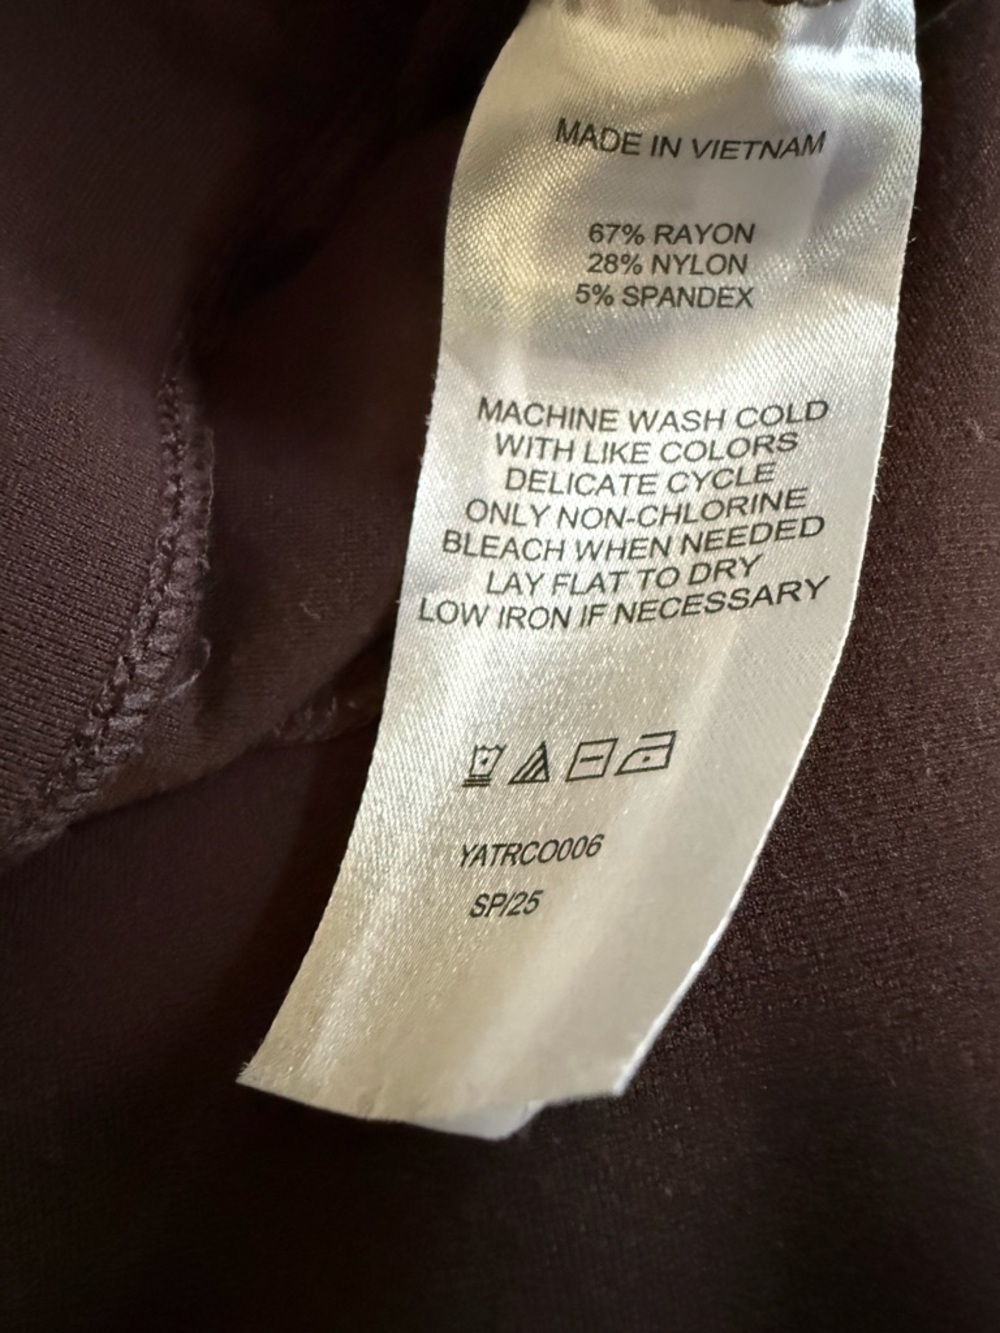 MADE IN VIETNAM
67% RAYON
28% NYLON
5% SPANDEX
MACHINE WASH COLD
WITH LIKE COLORS
DELICATE CYCLE
ONLY NON-CHLORINE
BLEACH WHEN NEEDED
LAY FLAT TO DRY
LOW IRON IF NECESSARY
YATRCO006
SP/25